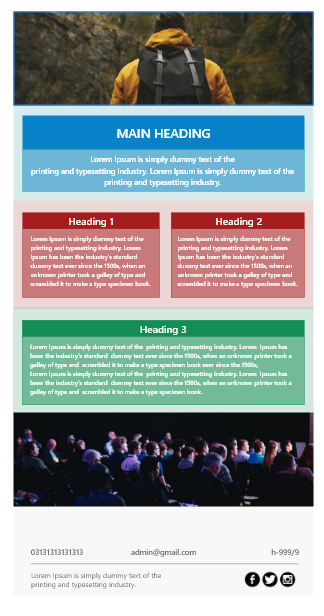 MAIN HEADING
Lorem Ipsum is simply dummy text of the
printing and typesetting industry. Lorem Ipsum is simply dummy text of the
printing and typesetting industry.
Heading 1
Lorem Ipsum is simply dummy text of the
printing and typesetting industry. Lorem
Ipsum has been the industry's standard
dummy text ever since the 1500s, when an
unknown printer took a galley of type and
scrambled it to make a type specimen book.
Heading 2
Lorem Ipsum is simply dummy text of the
printing and typesetting industry. Lorem
Ipsum has been the industry's standard
dummy text ever since the 1500s, when an
unknown printer took a galley of type and
scrambled it to make a type specimen book.
Heading 3
Lorem Ipsum is simply dummy text of the printing and typesetting industry. Lorem Ipsum has
been the industry's standard dummy text ever since the 1500s, when an unknown printer took a
galley of type and scrambled Lorem Ipsum has been the industry's standard dummy text ever since the 1500s,
Lorem Ipsum is simply dummy text of the printing and typesetting industry. Lorem Ipsum has
been the industry's standard dummy text ever since the 1500s, when an unknown printer took a
galley of type and scrambled it to make a type specimen book.
03131313131313 admin@gmail.com h-999/9
Lorem Ipsum is simply dummy text of the
printing and typesetting industry.